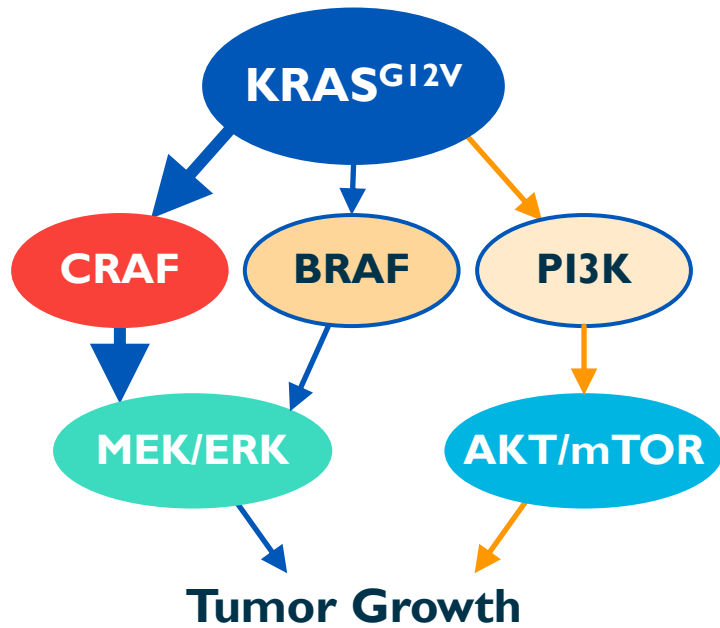 KRASG12V
CRAF
BRAF
PI3K
MEK/ERK
AKT/mTOR
Tumor Growth